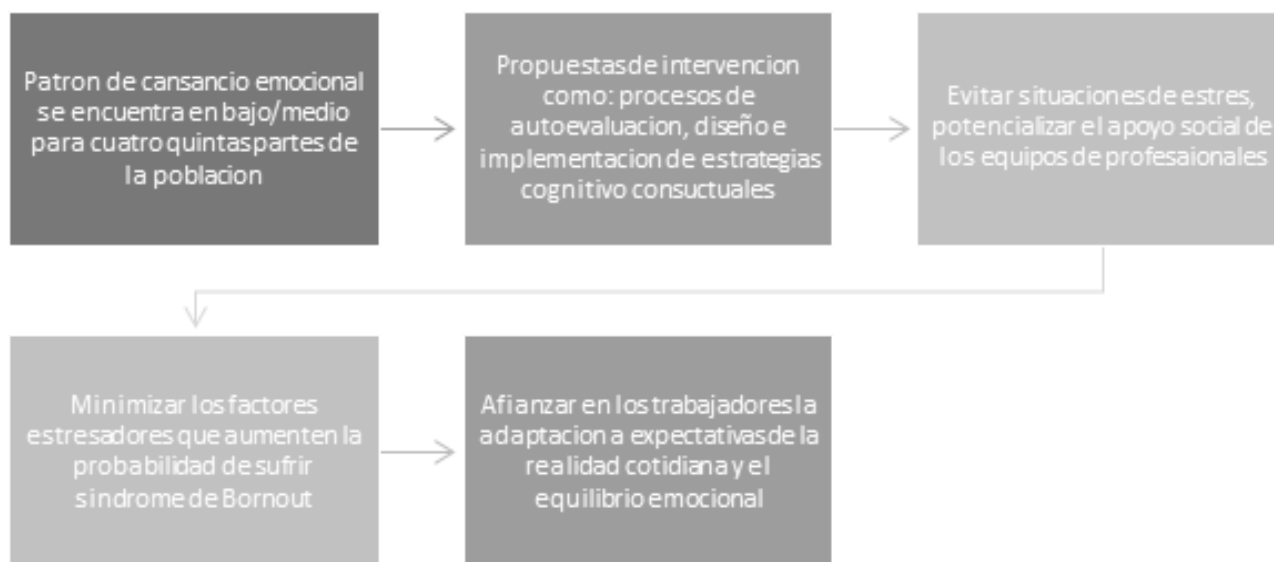 Patron de cansancio emocional
se encuentra en bajo/medio
para cuatro quintas partes de
la poblacion
Propuestas de intervencion
como: procesos de
autoevaluacion, diseño e
implementacion de estrategias
cognitivo consuctuales
Evitar situaciones de estres,
potencializar el apoyo social de
los equipos de profesaionales
Minimizar los factores
estresadores que aumenten la
probabilidad de sufrir
sindrome de Bornout
Afianzar en los trabajadores la
adaptacion a expectativas de la
realidad cotidiana y el
equilibrio emocional